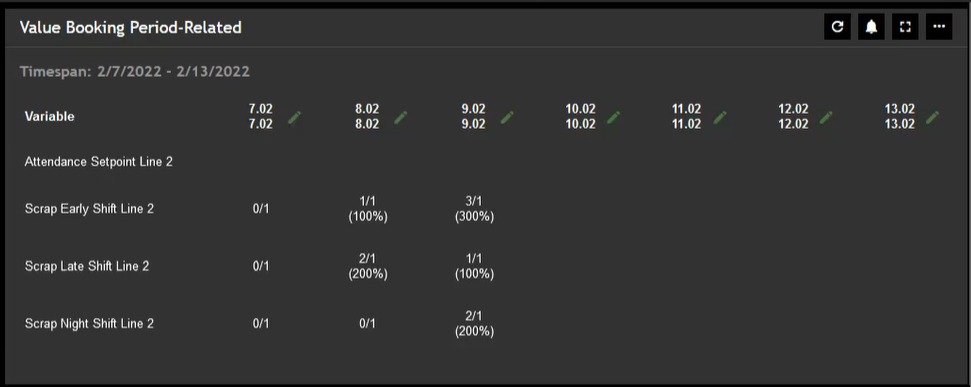 Value Booking Period-Related
Timespan: 2/7/2022 - 2/13/2022
Variable 7.02 8.02 9.02 10.02 11.02 12.02 13.02
7.02 8.02 9.02 10.02 11.02 12.02 13.02
Attendance Setpoint Line 2
Scrap Early Shift Line 2 0/1 1/1 3/1
(100%) (300%)
Scrap Late Shift Line 2 0/1 2/1 1/1
(200%) (100%)
Scrap Night Shift Line 2 0/1 0/1 2/1
(200%)